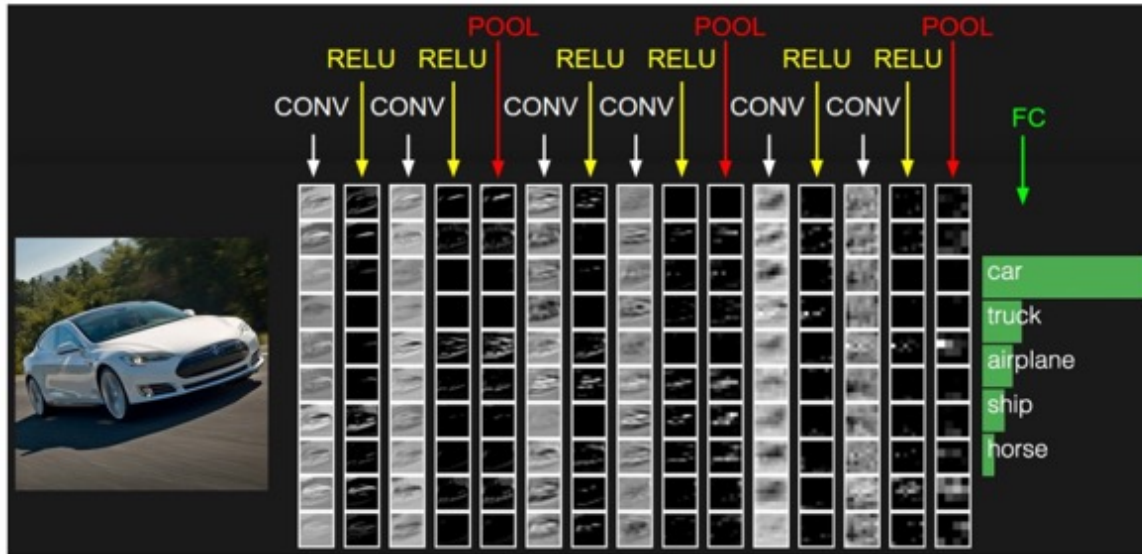 POOL POOL POOL
RELU RELU RELU RELU RELU RELU
CONV CONV CONV CONV CONV CONV
FC
car
truck
airplane
ship
horse